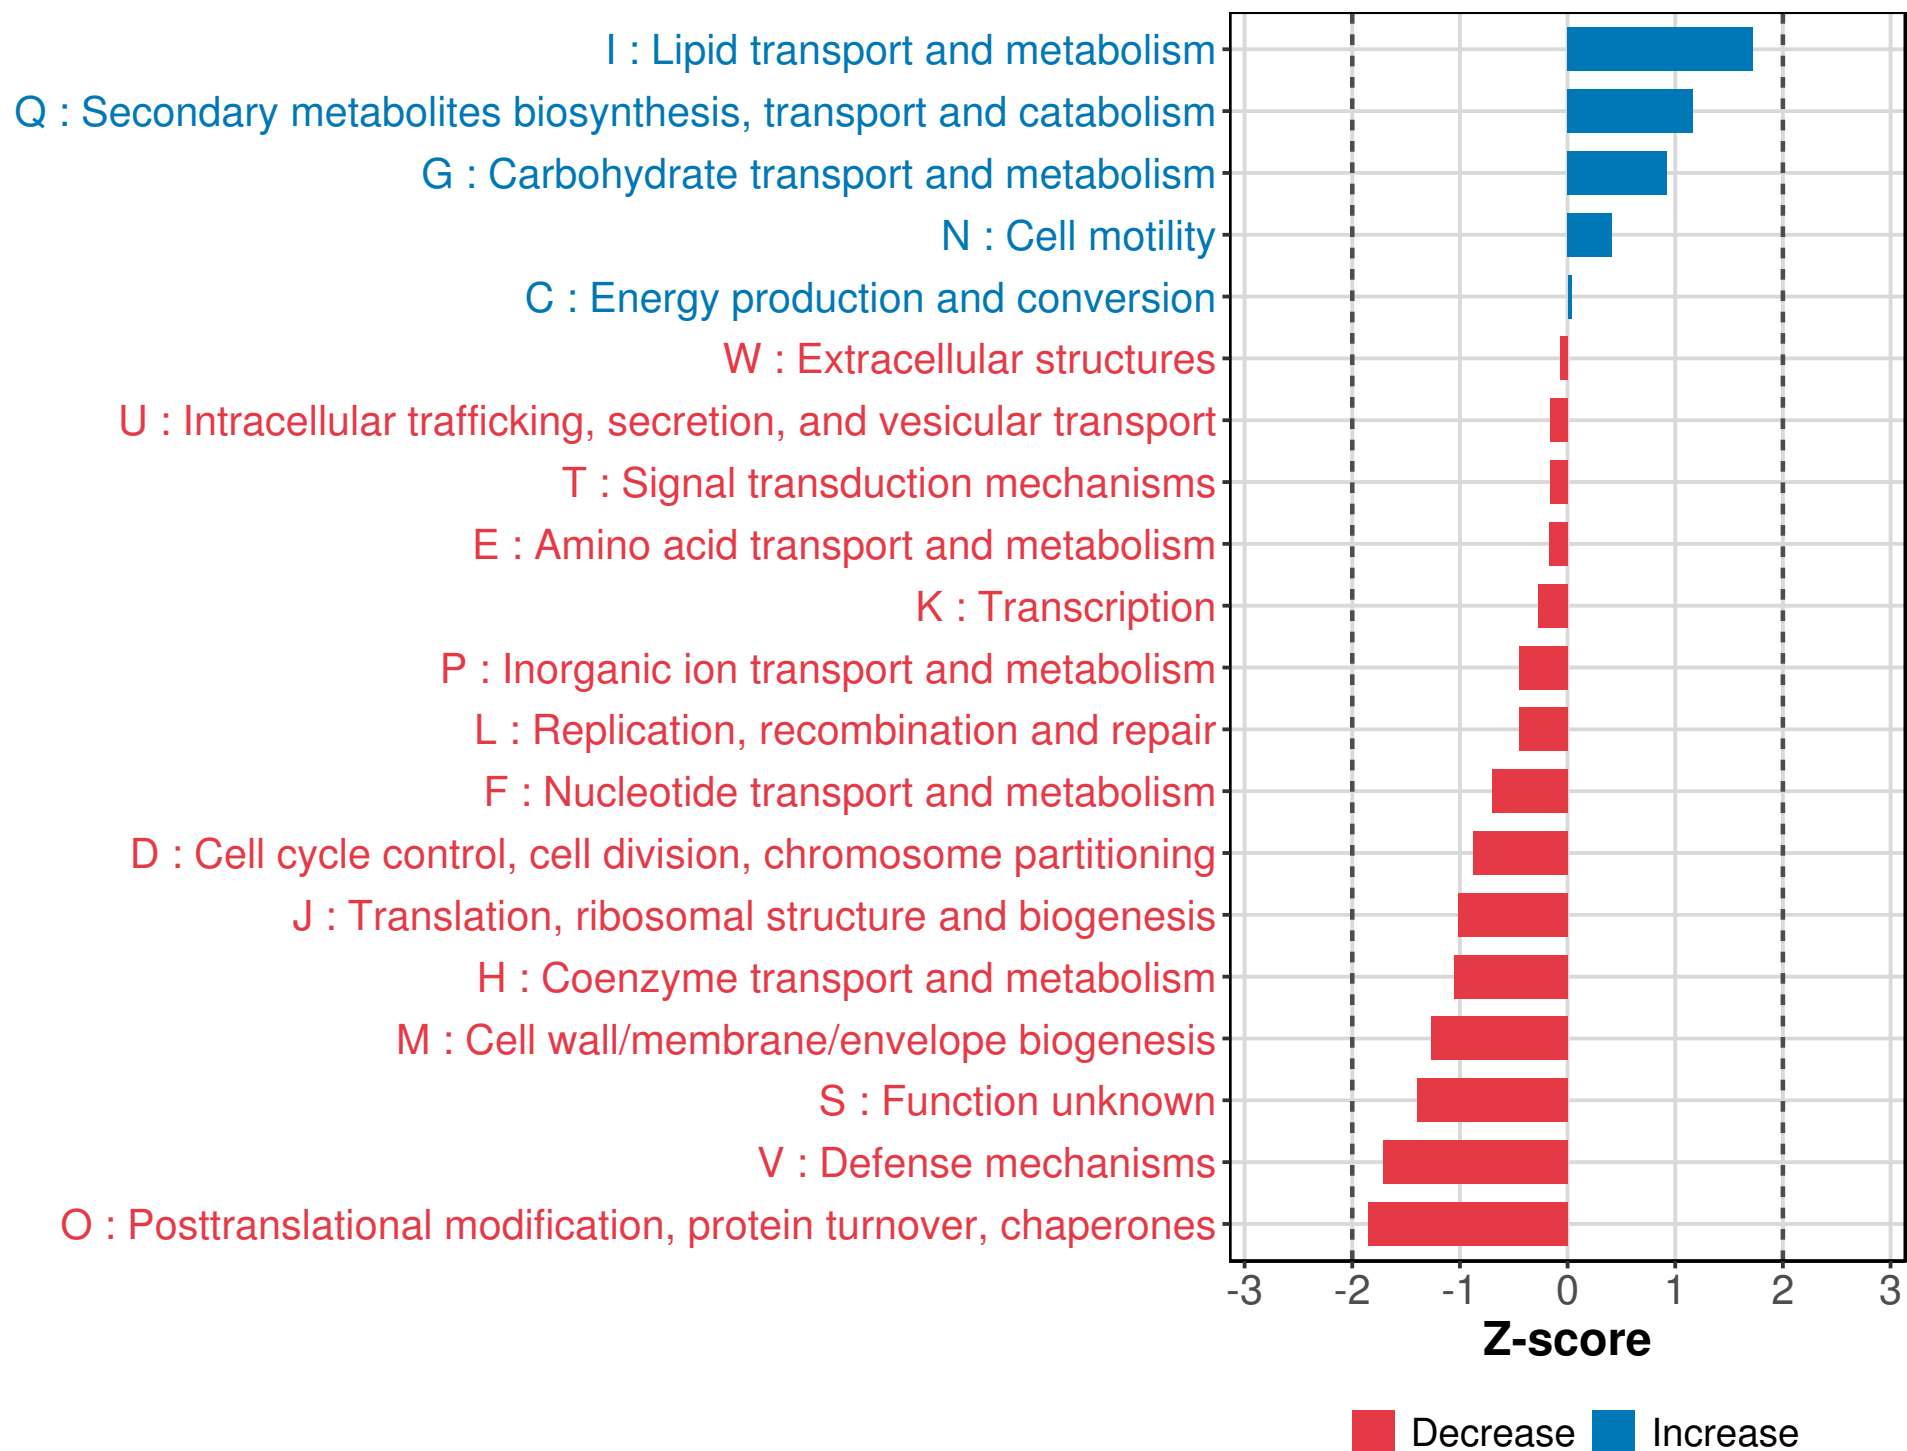 I : Lipid transport and metabolism
Q : Secondary metabolites biosynthesis, transport and catabolism
G : Carbohydrate transport and metabolism
N : Cell motility
C : Energy production and conversion
W : Extracellular structures
U : Intracellular trafficking, secretion, and vesicular transport
T : Signal transduction mechanisms
E : Amino acid transport and metabolism
K : Transcription
P : Inorganic ion transport and metabolism
L : Replication, recombination and repair
F : Nucleotide transport and metabolism
D : Cell cycle control, cell division, chromosome partitioning
J : Translation, ribosomal structure and biogenesis
H : Coenzyme transport and metabolism
M : Cell wall/membrane/envelope biogenesis
S : Function unknown
V : Defense mechanisms
O : Posttranslational modification, protein turnover, chaperones
-3 -2 -1 0 1 2 3
Z-score
Decrease Increase